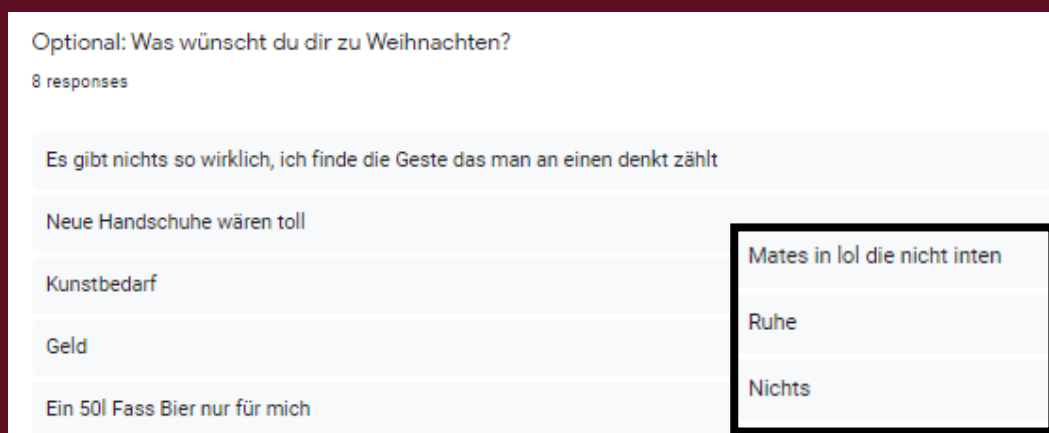 Optional: Was wünscht du dir zu Weihnachten?
8 responses
Es gibt nichts so wirklich, ich finde die Geste das man an einen denkt zählt
Neue Handschuhe wären toll
Kunstbedarf
Geld
Ein 50l Fass Bier nur für mich
Mates in lol die nicht inten
Ruhe
Nichts